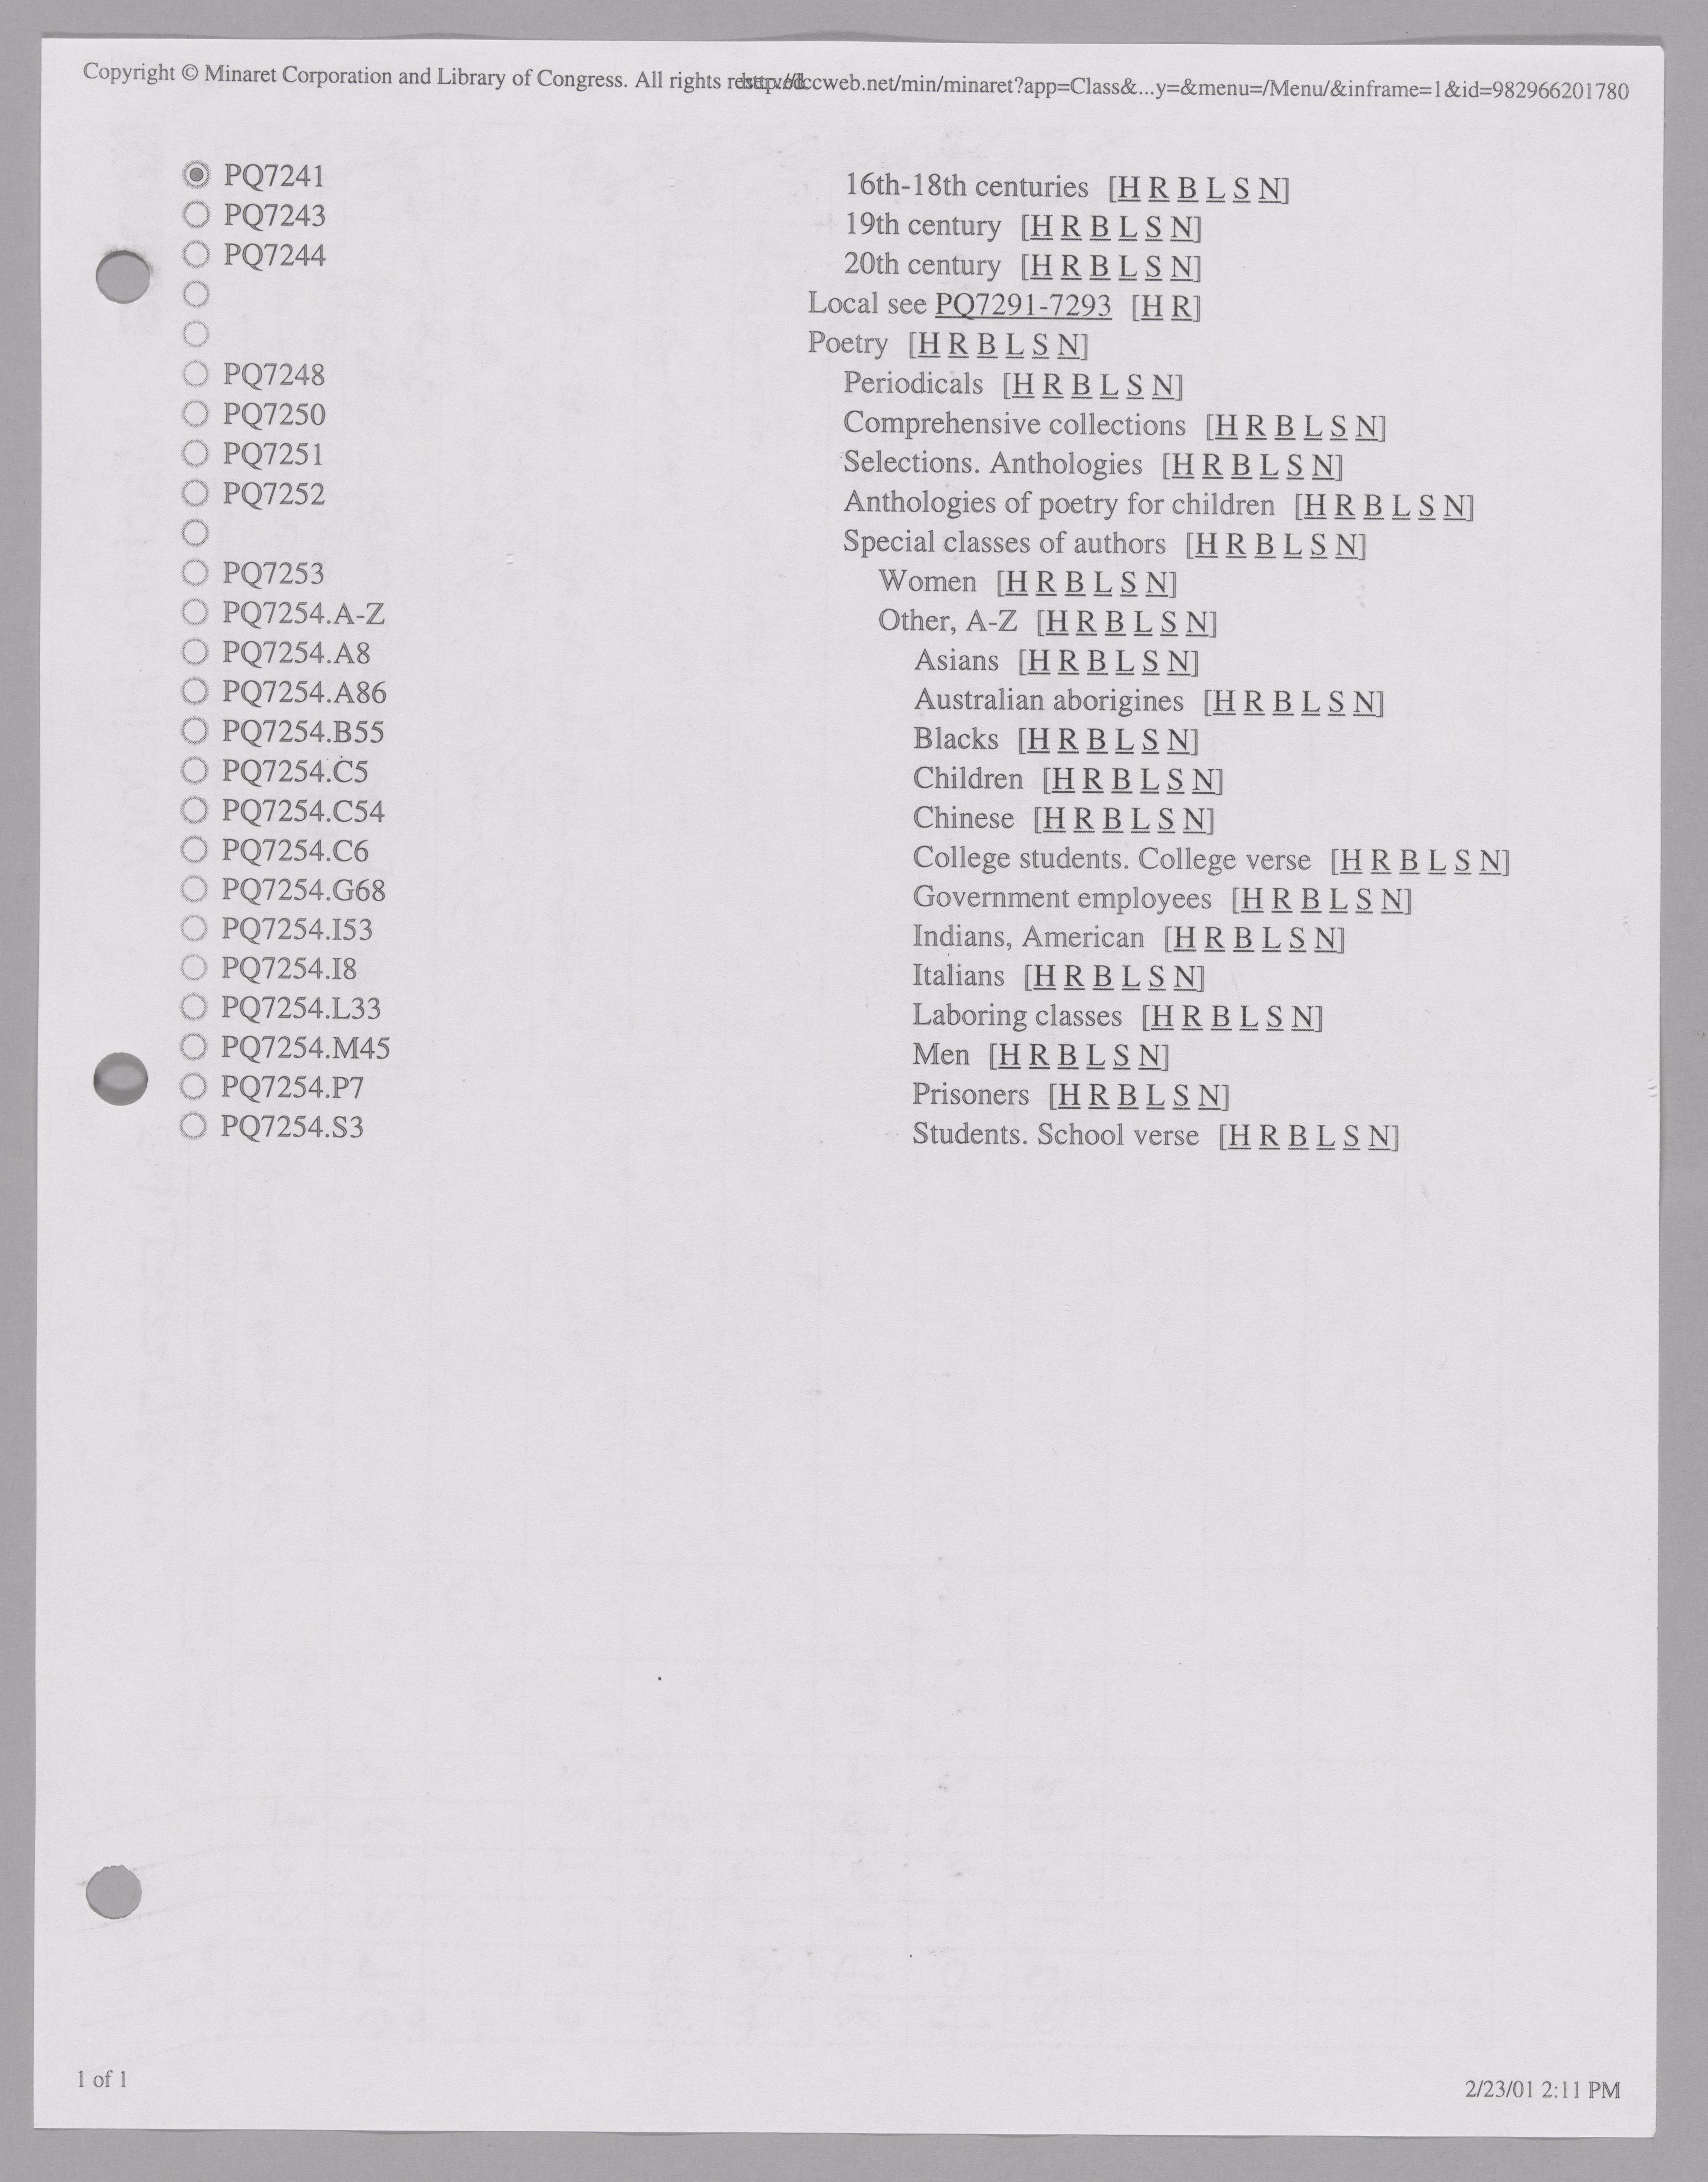 Copyright © Minaret Corporation and Library of Congress. All rights reserved. http://lccweb.net/min/minaret?app=Class&...y=&menu=/Menu/&inframe=1&id=982966201780
PQ7241 16th-18th centuries [H R B L S N]
PQ7243 19th century [H R B L S N]
PQ7244 20th century [H R B L S N]
Local see PQ7291-7293 [H R]
Poetry [H R B L S N]
PQ7248 Periodicals [H R B L S N]
PQ7250 Comprehensive collections [H R B L S N]
PQ7251 Selections. Anthologies [H R B L S N]
PQ7252 Anthologies of poetry for children [H R B L S N]
Special classes of authors [H R B L S N]
PQ7253 Women [H R B L S N]
PQ7254.A-Z Other, A-Z [H R B L S N]
PQ7254.A8 Asians [H R B L S N]
PQ7254.A86 Australian aborigines [H R B L S N]
PQ7254.B55 Blacks [H R B L S N]
PQ7254.C5 Children [H R B L S N]
PQ7254.C54 Chinese [H R B L S N]
PQ7254.C6 College students. College verse [H R B L S N]
PQ7254.G68 Government employees [H R B L S N]
PQ7254.I53 Indians, American [H R B L S N]
PQ7254.I8 Italians [H R B L S N]
PQ7254.L33 Laboring classes [H R B L S N]
PQ7254.M45 Men [H R B L S N]
PQ7254.P7 Prisoners [H R B L S N]
PQ7254.S3 Students. School verse [H R B L S N]
1 of 1 2/23/01 2:11 PM